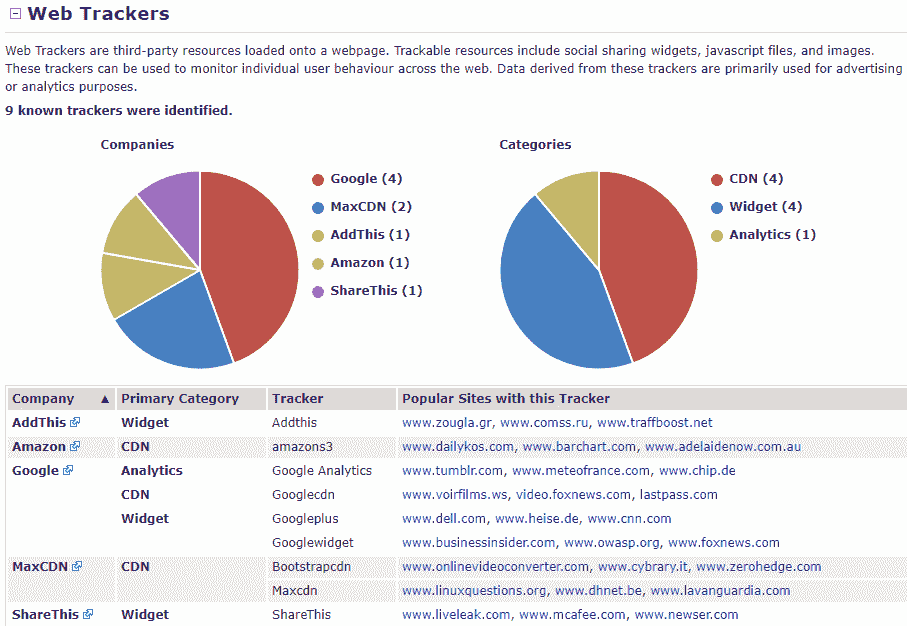 Web Trackers
Web Trackers are third-party resources loaded onto a webpage. Trackable resources include social sharing widgets, javascript files, and images.
These trackers can be used to monitor individual user behaviour across the web. Data derived from these trackers are primarily used for advertising
or analytics purposes.
9 known trackers were identified.
Companies
Google (4)
MaxCDN (2)
AddThis (1)
Amazon (1)
ShareThis (1)
Categories
CDN (4)
Widget (4)
Analytics (1)
Company ▲ Primary Category Tracker Popular Sites with this Tracker
AddThis Widget Addthis www.zougla.gr, www.comss.ru, www.traffboost.net
Amazon CDN amazons3 www.dailykos.com, www.barchart.com, www.adelaidenow.com.au
Google Analytics Google Analytics www.tumblr.com, www.meteofrance.com, www.chip.de
CDN Googlecdn www.voirfilms.ws, video.foxnews.com, lastpass.com
Widget Googleplus www.dell.com, www.heise.de, www.cnn.com
Googlewidget www.businessinsider.com, www.owasp.org, www.foxnews.com
MaxCDN CDN Bootstrapcdn www.onlinevideoconverter.com, www.cybrary.it, www.zerohedge.com
Maxcdn www.linuxquestions.org, www.dhnet.be, www.lavanguardia.com
ShareThis Widget ShareThis www.liveleak.com, www.mcafee.com, www.newser.com